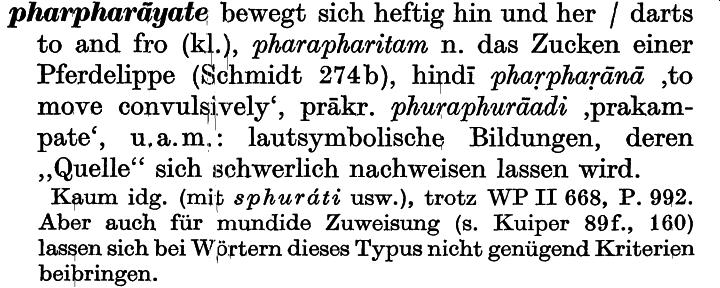 pharpharāyate bewegt sich heftig hin und her / darts
to and fro (kl.), pharapharitam n. das Zucken einer
Pferdelippe (Schmidt 274b), hindī phaṛphaṛānā ‚to
move convulsively‘, prākr. phuraphurāadi ‚prakam-
pate‘, u.a.m.: lautsymbolische Bildungen, deren
„Quelle“ sich schwerlich nachweisen lassen wird.
Kaum idg. (mit sphuráti usw.), trotz WP II 668, P. 992.
Aber auch für mundide Zuweisung (s. Kuiper 89f., 160)
lassen sich bei Wörtern dieses Typus nicht genügend Kriterien
beibringen.